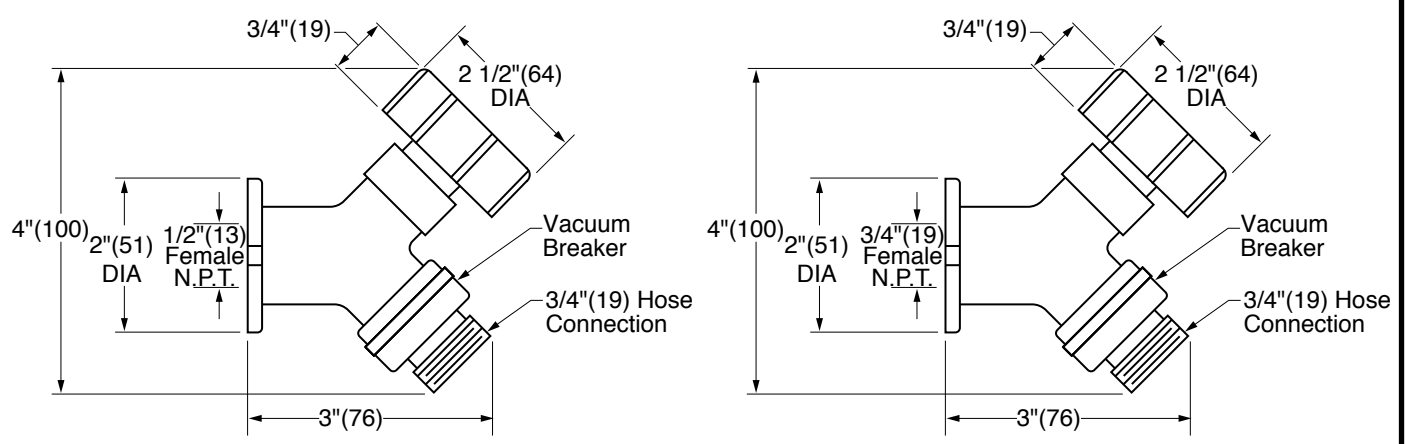 3/4"(19)
2 1/2"(64)
DIA
4"(100)
2"(51)
DIA
1/2"(13)
Female
N.P.T.
Vacuum
Breaker
3/4"(19) Hose
Connection
3"(76)
3/4"(19)
2 1/2"(64)
DIA
4"(100)
2"(51)
DIA
3/4"(19)
Female
N.P.T.
Vacuum
Breaker
3/4"(19) Hose
Connection
3"(76)